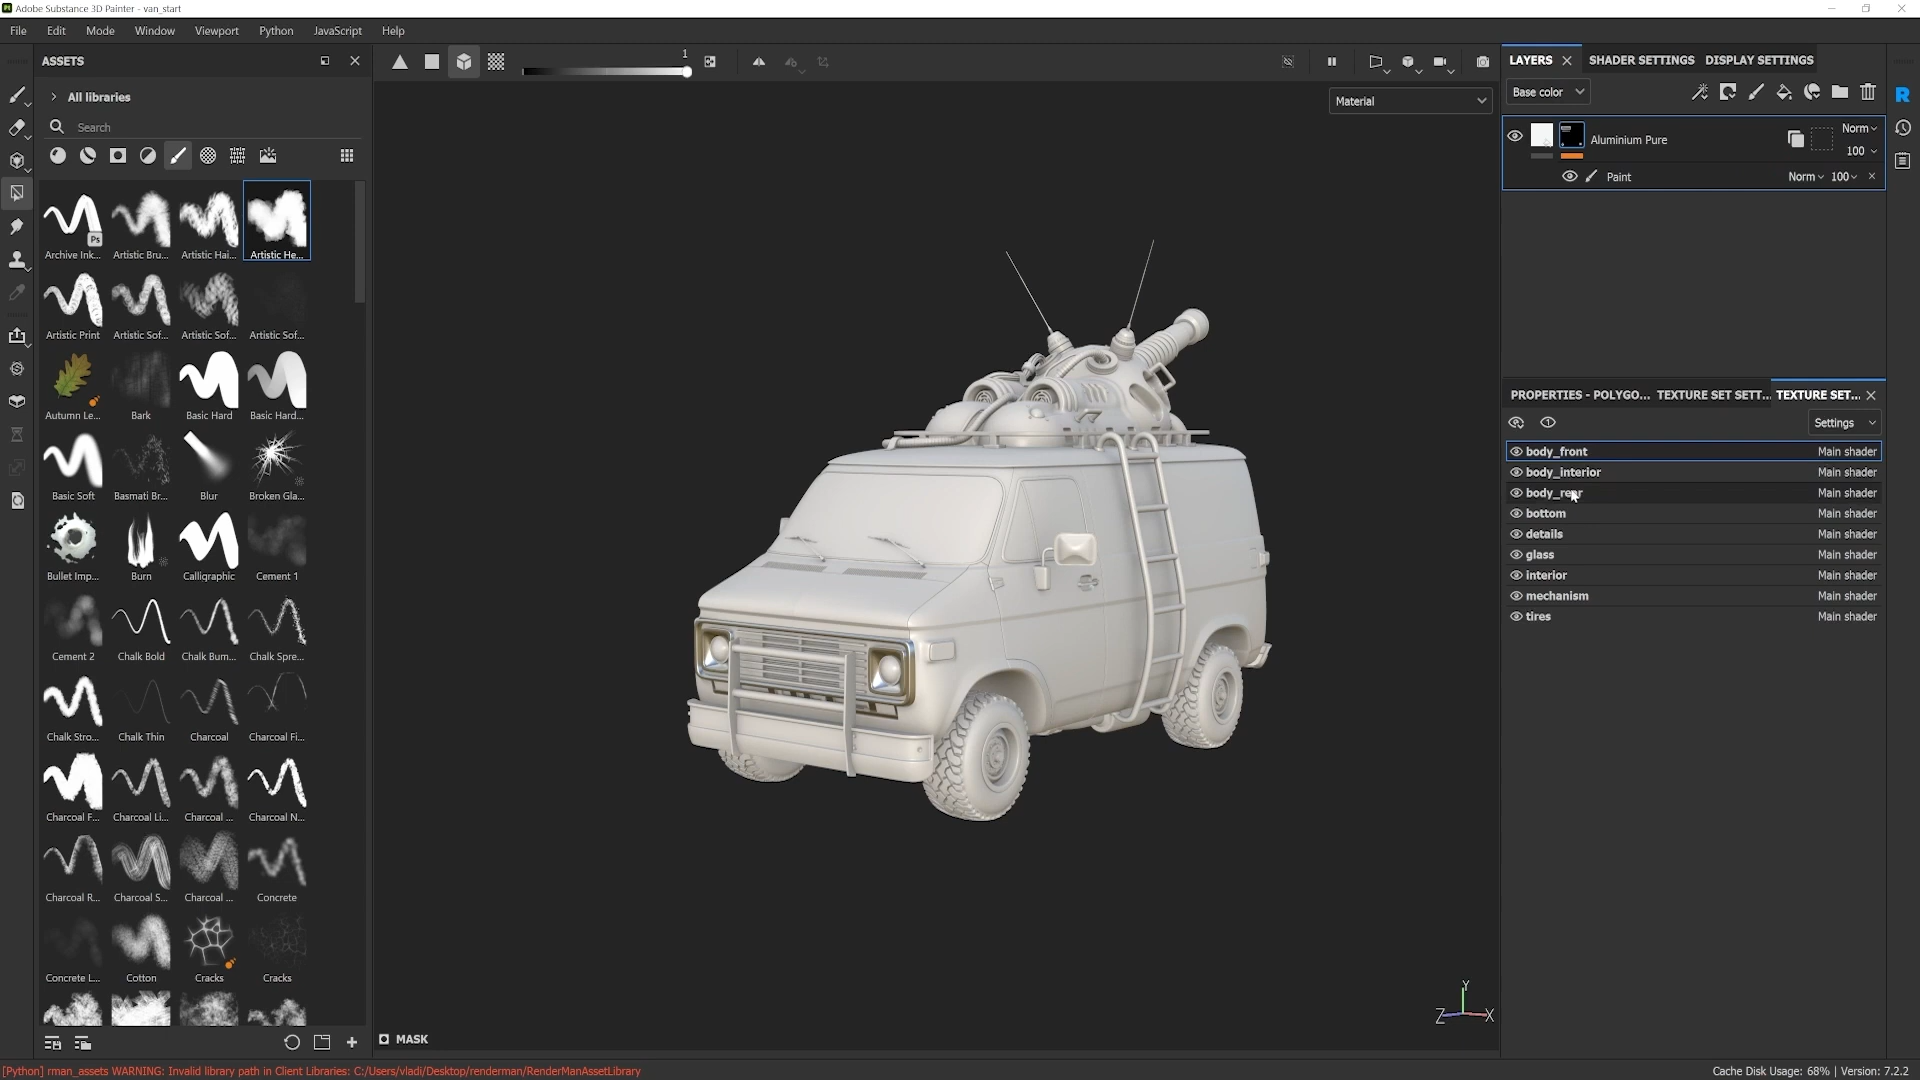 Adobe Substance 3D Painter - van_start
File Edit Mode Window Viewport Python JavaScript Help
ASSETS
All libraries
Search
Archive Ink... Artistic Bru... Artistic Hai... Artistic He...
Ps
Artistic Print Artistic Sof... Artistic Sof... Artistic Sof...
Autumn Le... Bark Basic Hard Basic Hard...
Basic Soft Basmati Br... Blur Broken Gla...
Bullet Imp... Burn Calligraphic Cement 1
Cement 2 Chalk Bold Chalk Bum... Chalk Spre...
Chalk Stro... Chalk Thin Charcoal Charcoal Fi...
Charcoal F... Charcoal Li... Charcoal ... Charcoal N...
Charcoal R... Charcoal S... Charcoal ... Concrete
Concrete L... Cotton Cracks Cracks
1
Material
MASK
Y
Z X
LAYERS SHADER SETTINGS DISPLAY SETTINGS
Base color
Aluminium Pure Norm
100
Paint Norm 100
PROPERTIES - POLYGO... TEXTURE SET SETT... TEXTURE SET...
Settings
body_front Main shader
body_interior Main shader
body_rear Main shader
bottom Main shader
details Main shader
glass Main shader
interior Main shader
mechanism Main shader
tires Main shader
[Python] rman_assets WARNING: Invalid library path in Client Libraries: C:/Users/vladi/Desktop/renderman/RenderManAssetLibrary
Cache Disk Usage: 68% | Version: 7.2.2